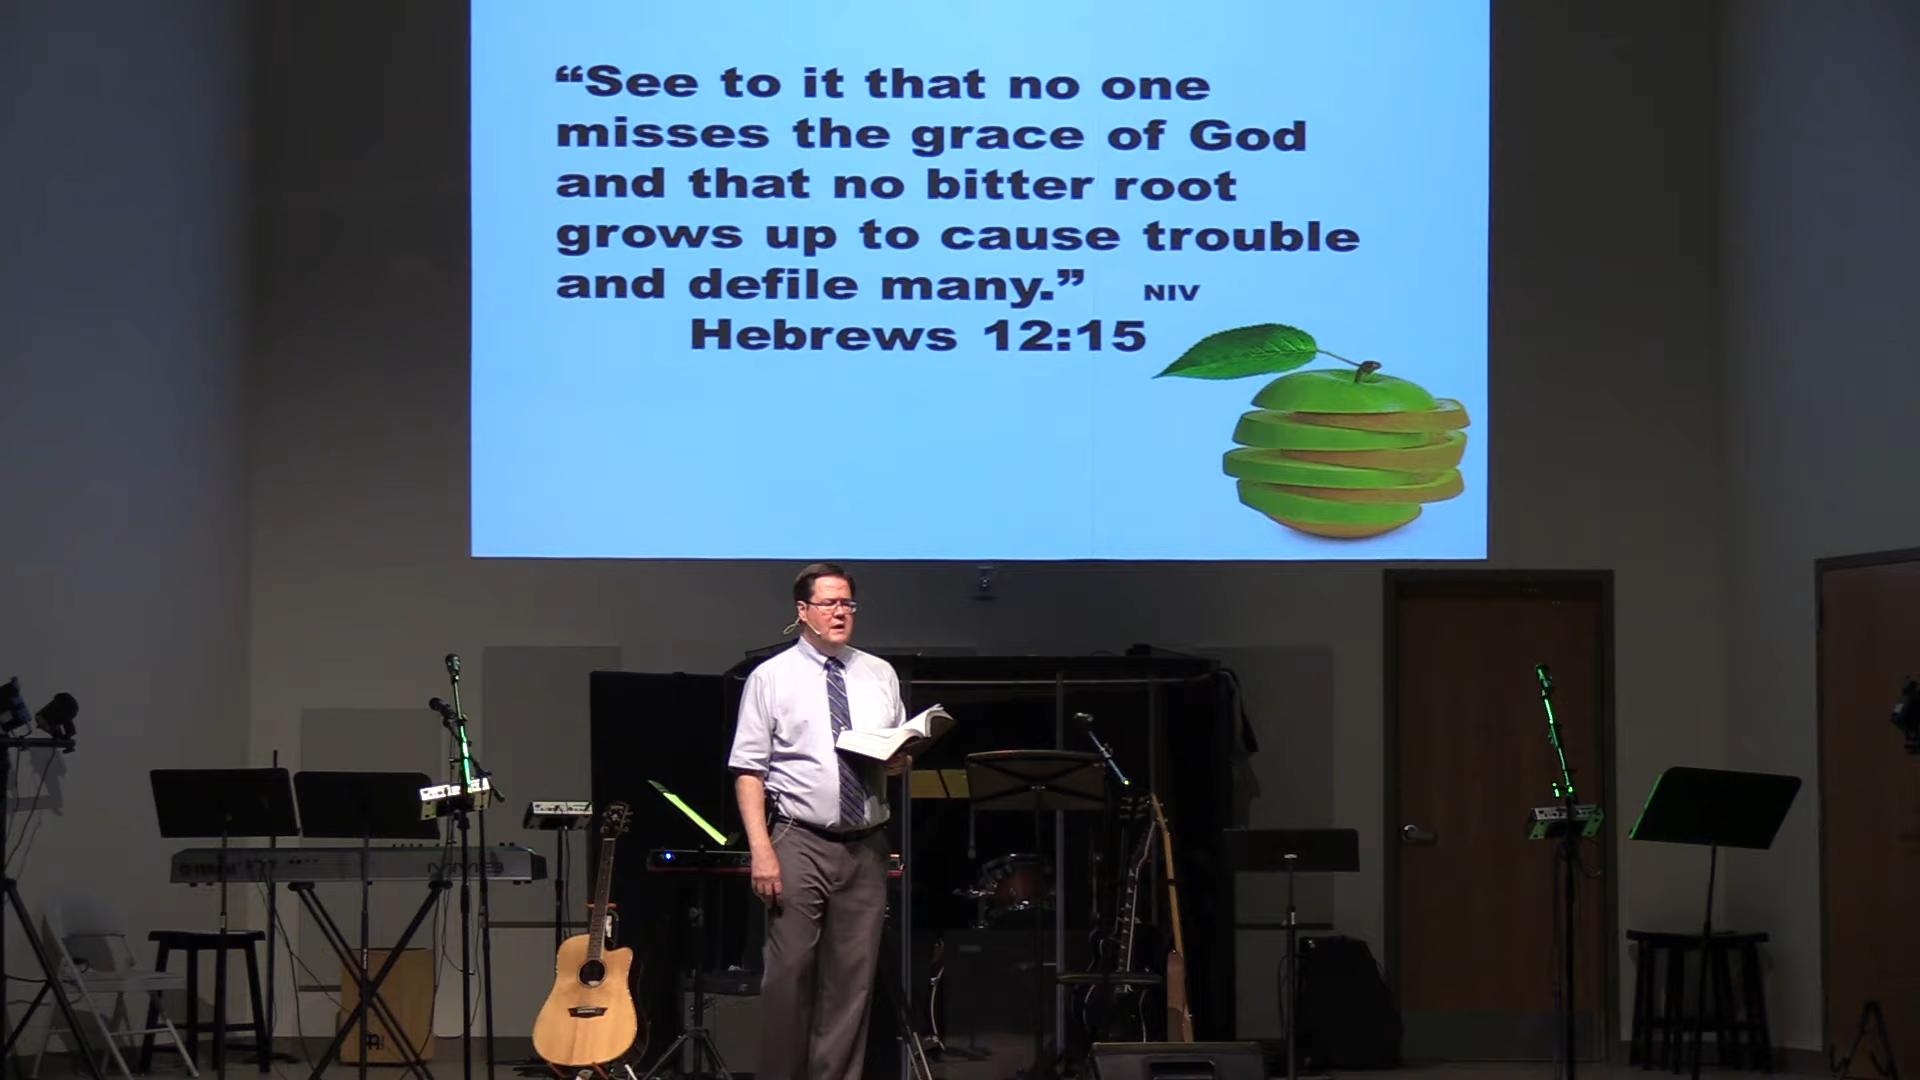 “See to it that no one
misses the grace of God
and that no bitter root
grows up to cause trouble
and defile many.” NIV
Hebrews 12:15